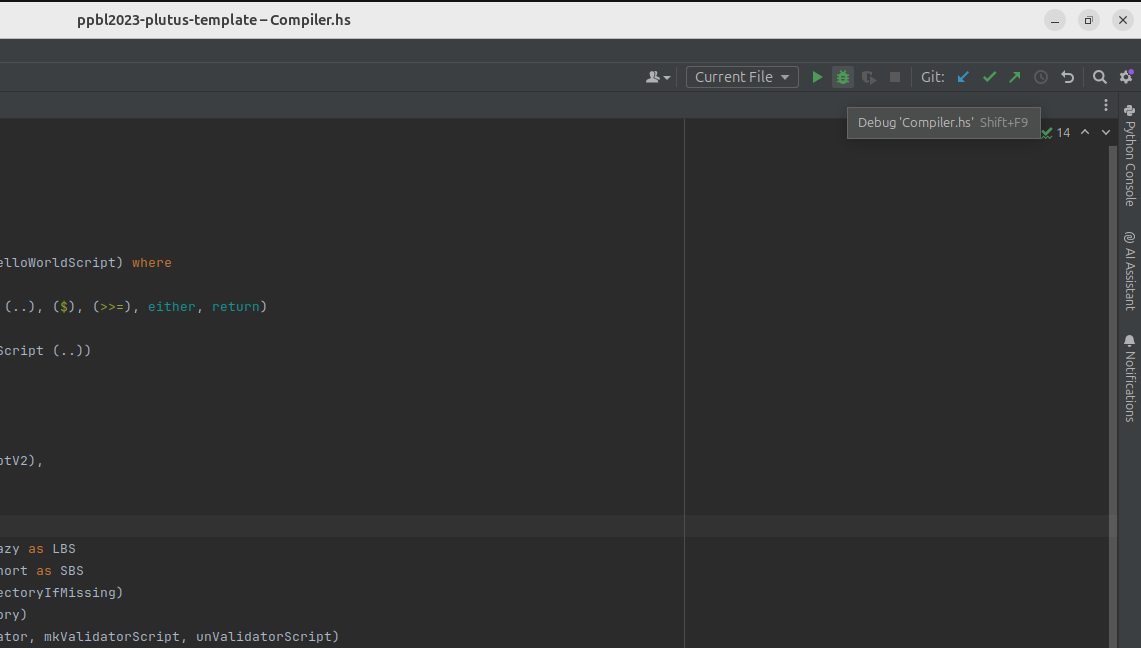 ppbl2023-plutus-template – Compiler.hs
Current File
Git:
Debug 'Compiler.hs' Shift+F9
14
Python Console
AI Assistant
Notifications
elloWorldScript) where
(..), ($), (>>=), either, return)
Script (..))
otV2),
azy as LBS
hort as SBS
ectoryIfMissing)
ory)
ator, mkValidatorScript, unValidatorScript)